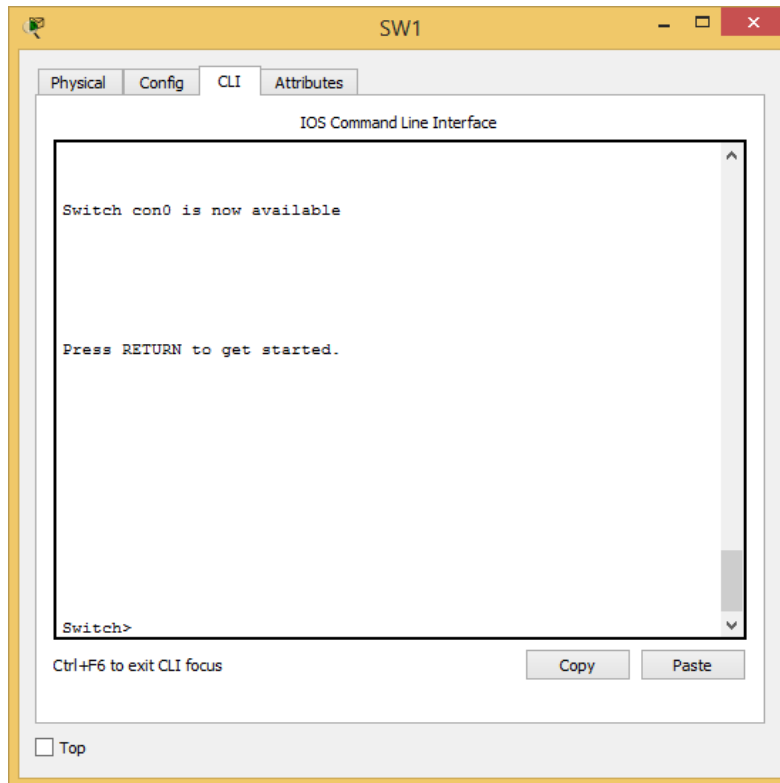 SW1
Physical Config CLI Attributes
IOS Command Line Interface
Switch con0 is now available
Press RETURN to get started.
Switch>
Ctrl+F6 to exit CLI focus
Copy Paste
Top